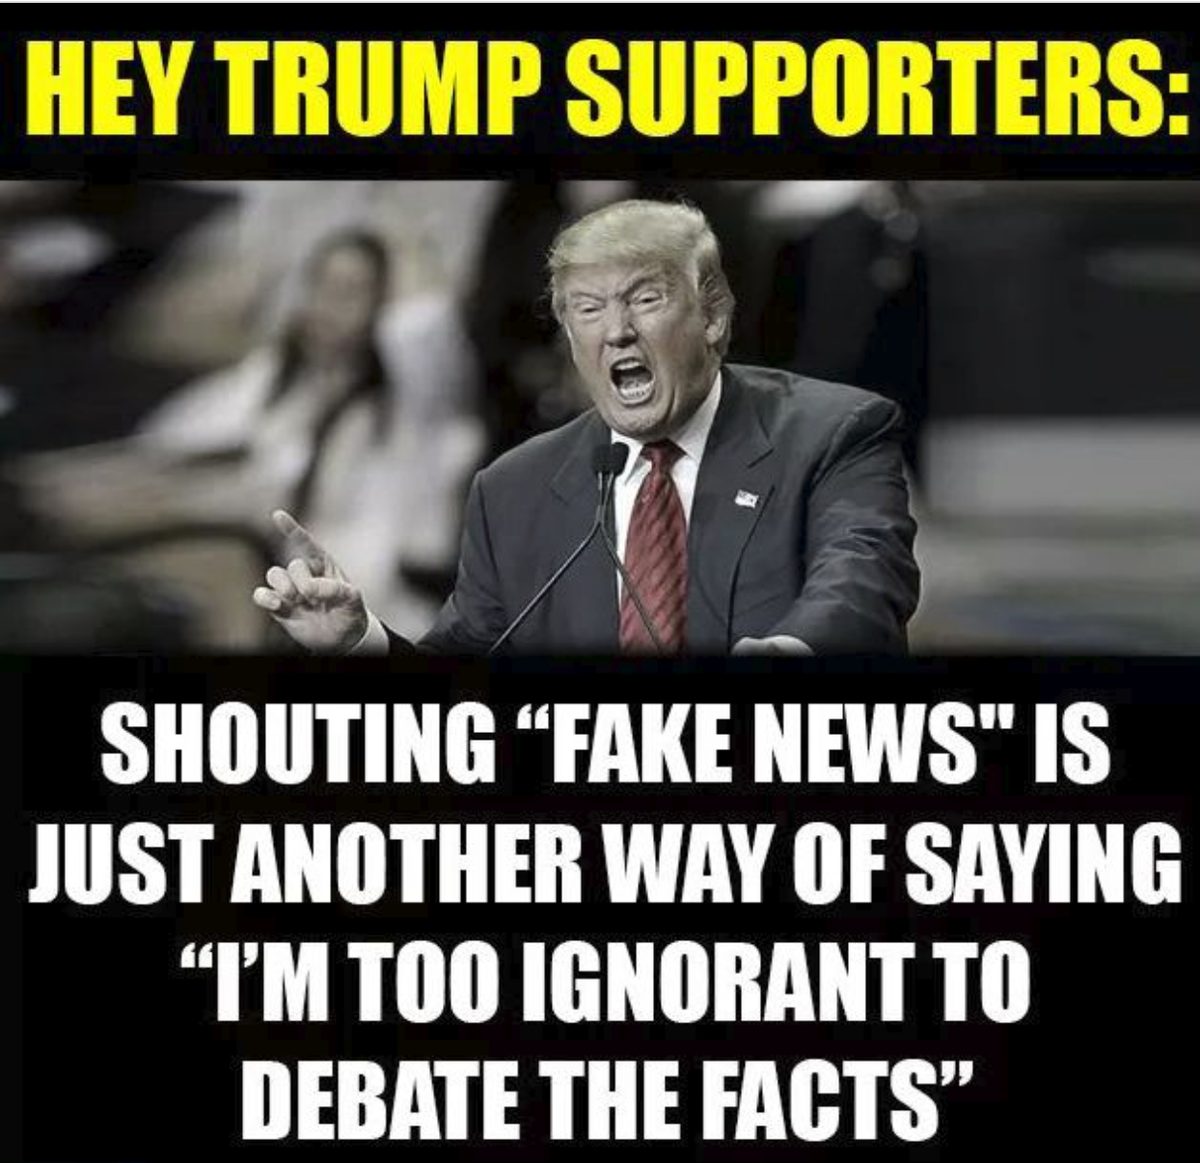 HEY TRUMP SUPPORTERS:
SHOUTING “FAKE NEWS" IS
JUST ANOTHER WAY OF SAYING
“I’M TOO IGNORANT TO
DEBATE THE FACTS”